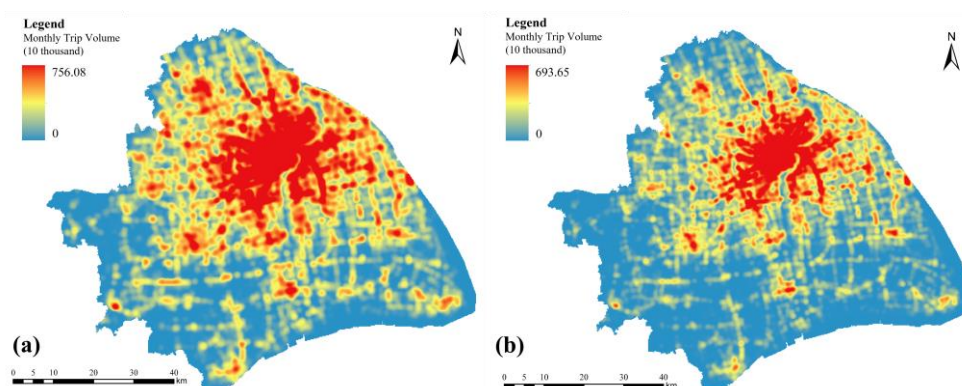 Legend
Monthly Trip Volume
(10 thousand)
756.08
0
N
(a)
0 5 10 20 30 40
km
Legend
Monthly Trip Volume
(10 thousand)
693.65
0
N
(b)
0 5 10 20 30 40
km